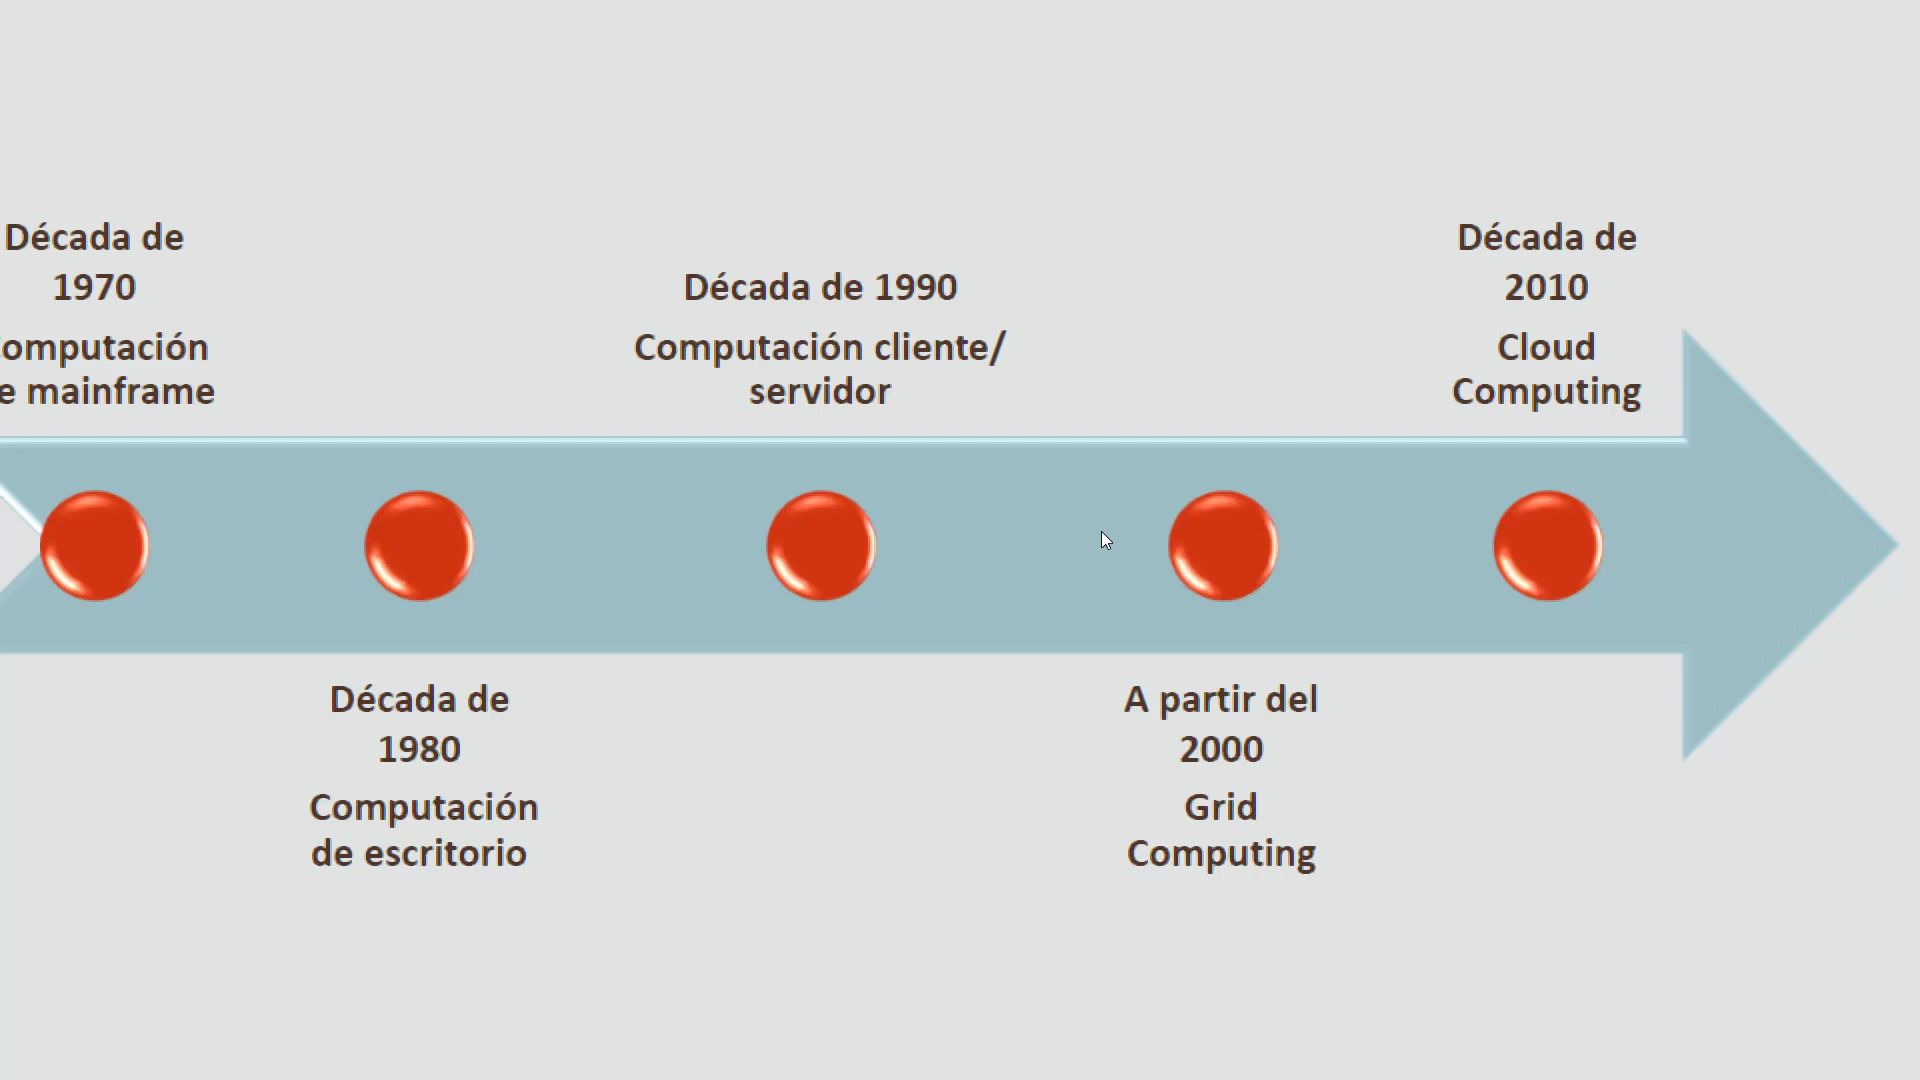 Década de
1970
omputación
e mainframe
Década de
1980
Computación
de escritorio
Década de 1990
Computación cliente/
servidor
A partir del
2000
Grid
Computing
Década de
2010
Cloud
Computing